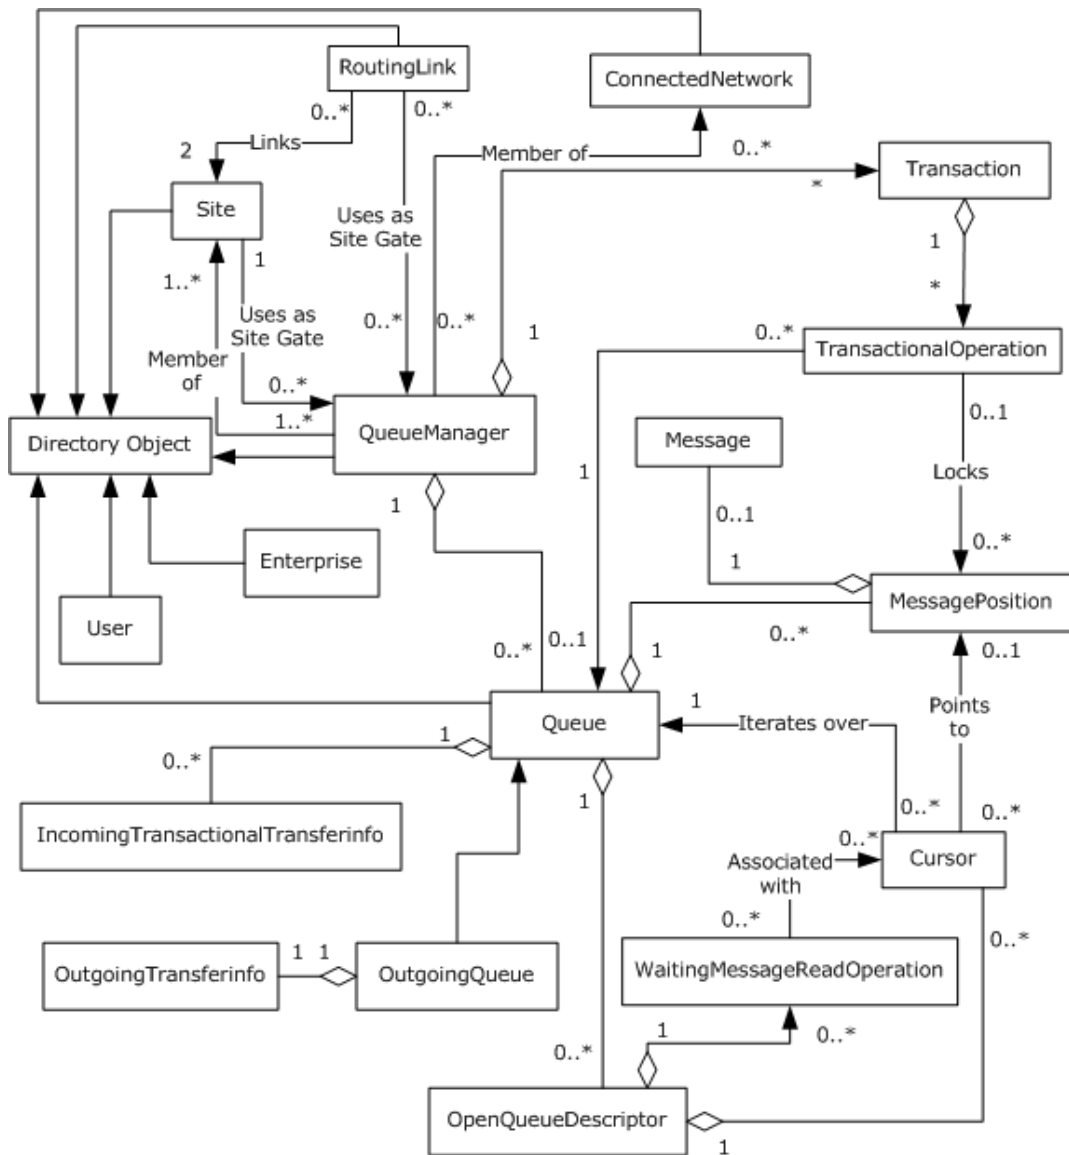 RoutingLink
ConnectedNetwork
0..*
0..*
Links
2
Member of
0..*
*
Transaction
Site
Uses as
Site Gate
1
1
1..*
*
Uses as
Site Gate
0..*
0..*
1
0..*
TransactionalOperation
Member
of
0..*
1..*
0..1
Directory Object
QueueManager
Message
1
Locks
1
0..1
0..*
1
Enterprise
MessagePosition
User
0..*
0..1
1
0..*
0..1
1
Points
to
Queue
Iterates over
1
0..*
1
0..*
0..*
IncomingTransactionalTransferinfo
0..*
Cursor
Associated
with
0..*
0..*
1
1
OutgoingTransferinfo
OutgoingQueue
WaitingMessageReadOperation
1
0..*
0..*
OpenQueueDescriptor
1